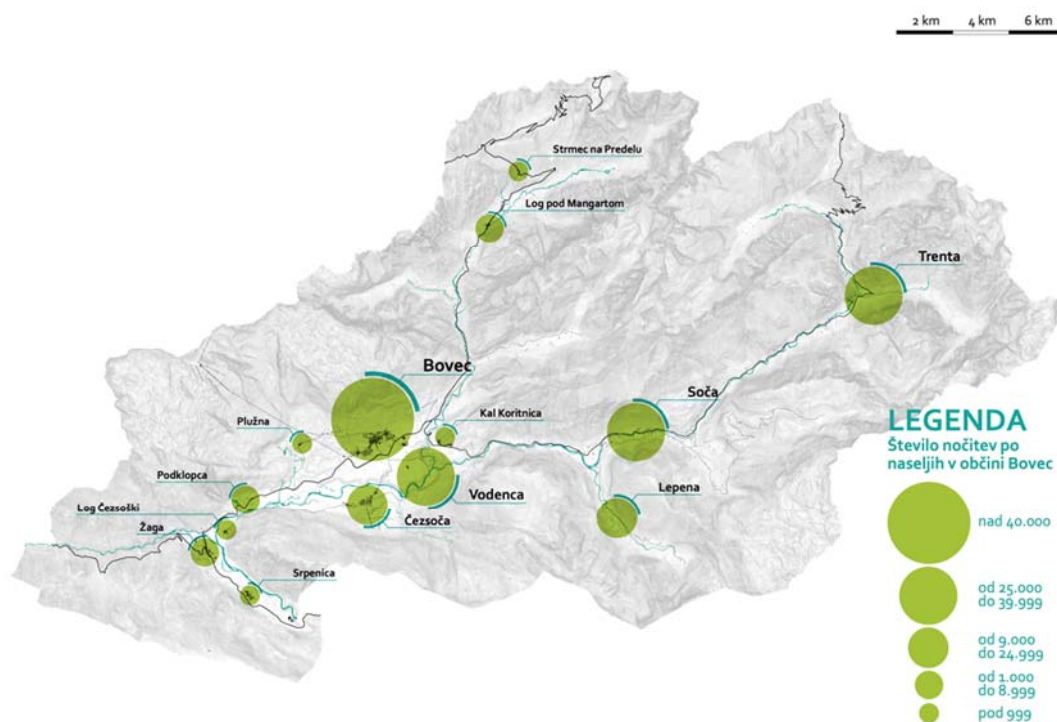 2 km 4 km 6 km
Strmec na Predelu
Log pod Mangartom
Trenta
Bovec
Soča
Plužna
Kal Koritnica
Podklopca
Lepena
Vodenca
Log Čezsoški
Čezsoča
Žaga
Srpenica
LEGENDA
Število nočitev po
naseljih v občini Bovec
nad 40.000
od 25.000
do 39.999
od 9.000
do 24.999
od 1.000
do 8.999
pod 999